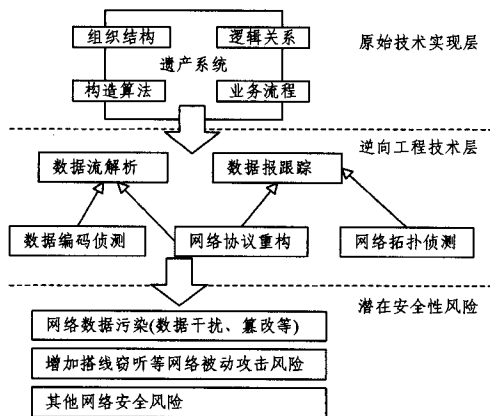 组织结构 逻辑关系
原始技术实现层
遗产系统
构造算法 业务流程
逆向工程技术层
数据流解析 数据报跟踪
数据编码侦测 网络协议重构 网络拓扑侦测
潜在安全性风险
网络数据污染(数据干扰、篡改等)
增加搭线窃听等网络被动攻击风险
其他网络安全风险